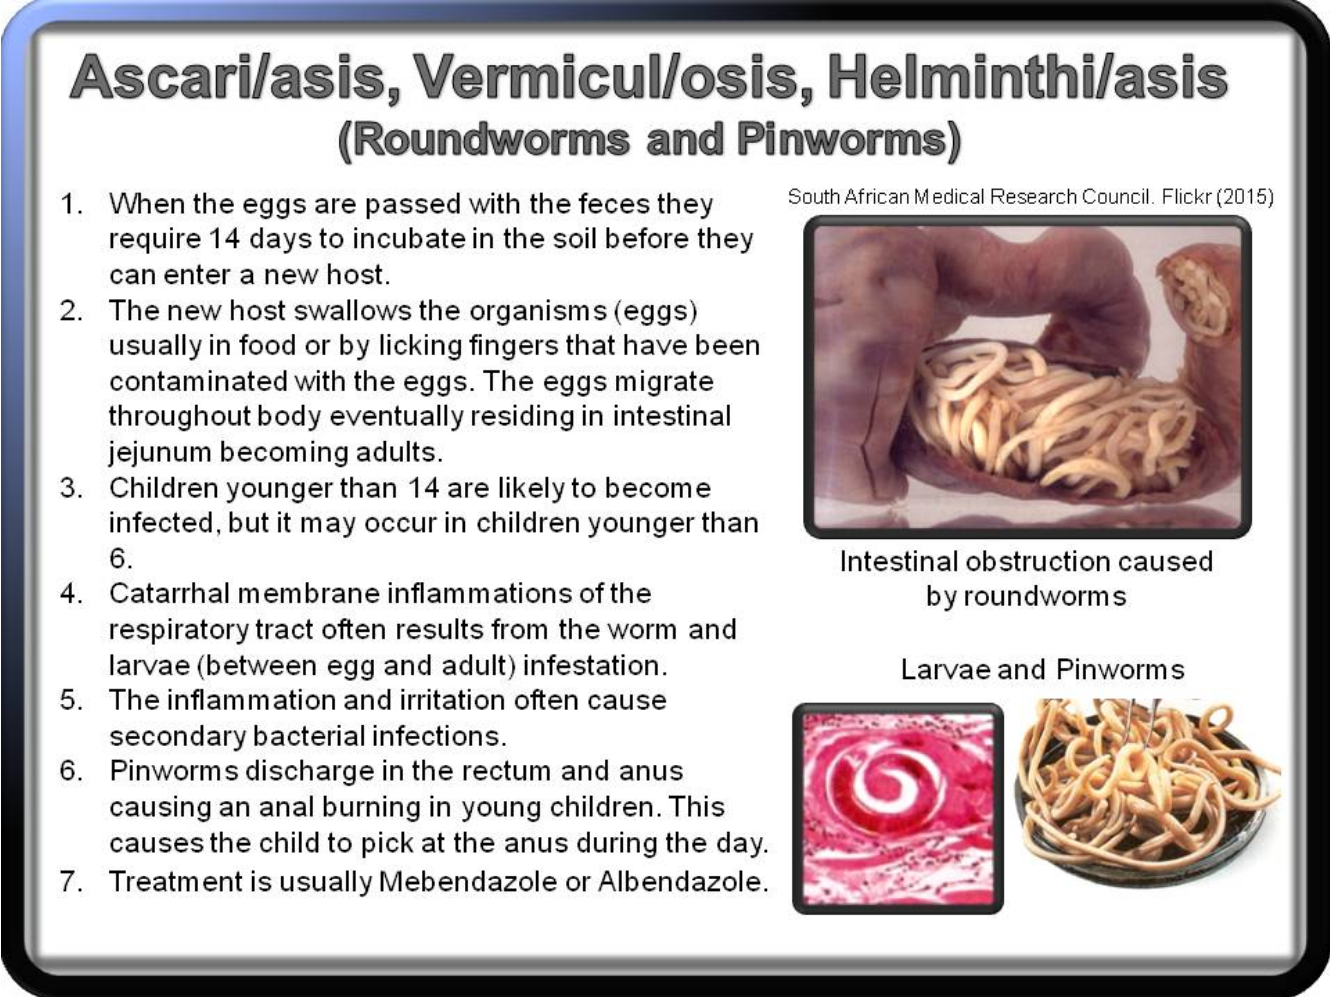 Ascari/asis, Vermicul/osis, Helminthi/asis
(Roundworms and Pinworms)
1. When the eggs are passed with the feces they
require 14 days to incubate in the soil before they
can enter a new host.
2. The new host swallows the organisms (eggs)
usually in food or by licking fingers that have been
contaminated with the eggs. The eggs migrate
throughout body eventually residing in intestinal
jejunum becoming adults.
3. Children younger than 14 are likely to become
infected, but it may occur in children younger than
6.
4. Catarrhal membrane inflammations of the
respiratory tract often results from the worm and
larvae (between egg and adult) infestation.
5. The inflammation and irritation often cause
secondary bacterial infections.
6. Pinworms discharge in the rectum and anus
causing an anal burning in young children. This
causes the child to pick at the anus during the day.
7. Treatment is usually Mebendazole or Albendazole.
South African Medical Research Council. Flickr (2015)
Intestinal obstruction caused
by roundworms
Larvae and Pinworms